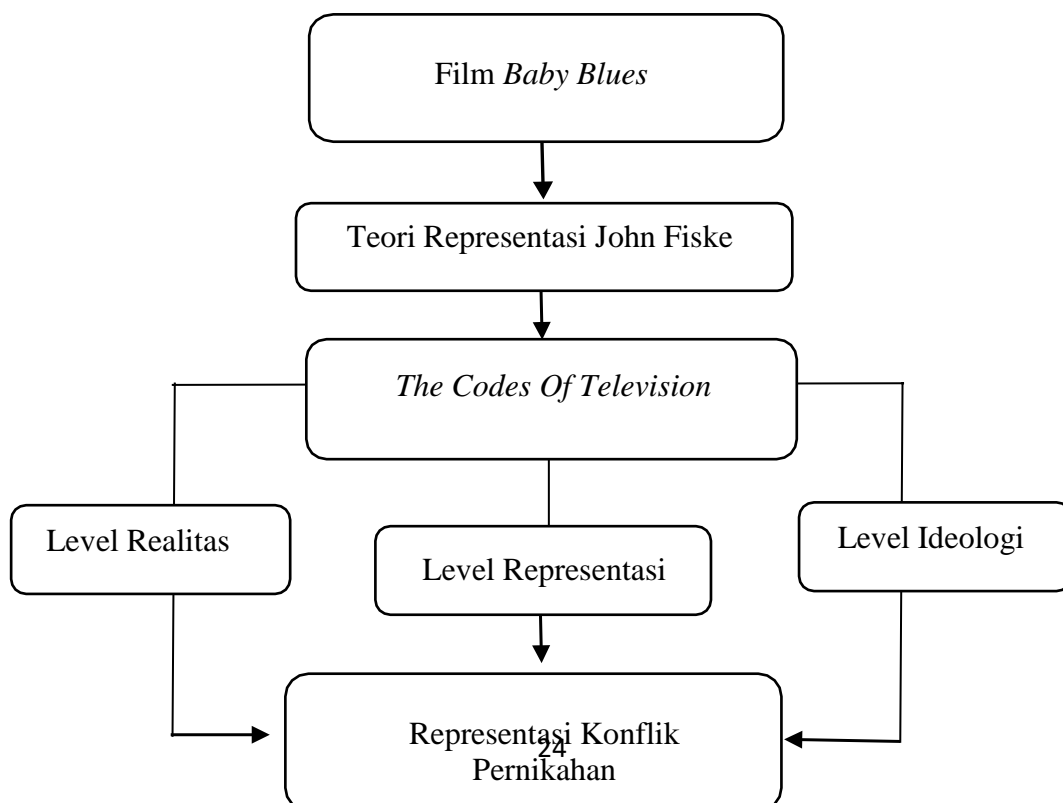 Film Baby Blues
Teori Representasi John Fiske
The Codes Of Television
Level Realitas
Level Representasi
Level Ideologi
Representasi Konflik
Pernikahan
24